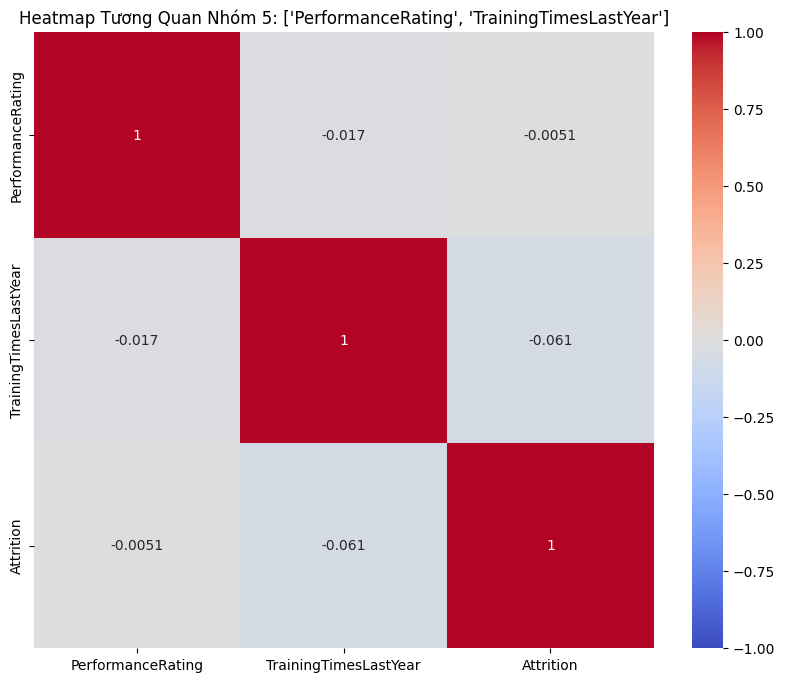 Heatmap Tương Quan Nhóm 5: ['PerformanceRating', 'TrainingTimesLastYear']
PerformanceRating
1
-0.017
-0.0051
TrainingTimesLastYear
-0.017
1
-0.061
Attrition
-0.0051
-0.061
1
PerformanceRating
TrainingTimesLastYear
Attrition
1.00
0.75
0.50
0.25
0.00
−0.25
−0.50
−0.75
−1.00